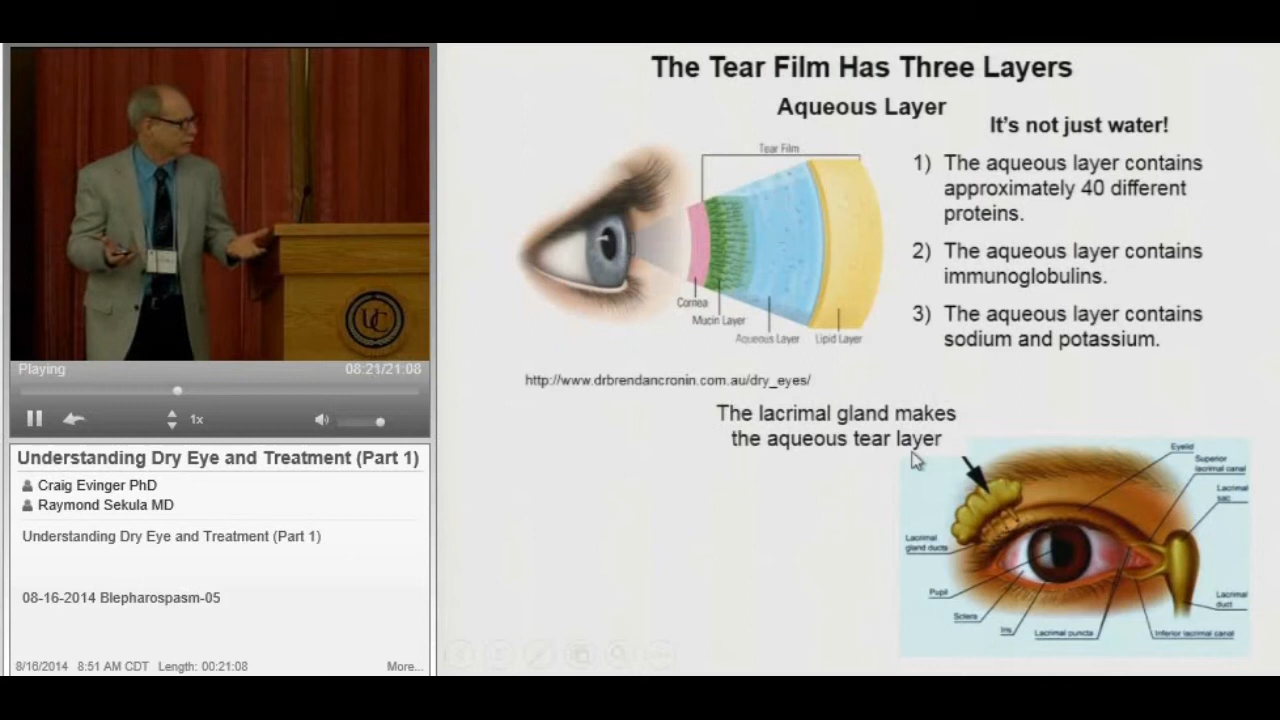 The Tear Film Has Three Layers
Aqueous Layer
It's not just water!
Tear Film
1) The aqueous layer contains
approximately 40 different
proteins.
2) The aqueous layer contains
immunoglobulins.
3) The aqueous layer contains
sodium and potassium.
Cornea
Mucin Layer
Aqueous Layer
Lipid Layer
http://www.drbrendancronin.com.au/dry_eyes/
The lacrimal gland makes
the aqueous tear layer
Eyelid
Superior
lacrimal canal
Lacrimal
sac
Lacrimal
gland ducts
Pupil
Sclera
Iris
Lacrimal puncta
Inferior lacrimal canal
Lacrimal
duct
UC
Playing
08:21/21:08
1x
Understanding Dry Eye and Treatment (Part 1)
Craig Evinger PhD
Raymond Sekula MD
Understanding Dry Eye and Treatment (Part 1)
08-16-2014 Blepharospasm-05
8/16/2014 8:51 AM CDT Length: 00:21:08
More...